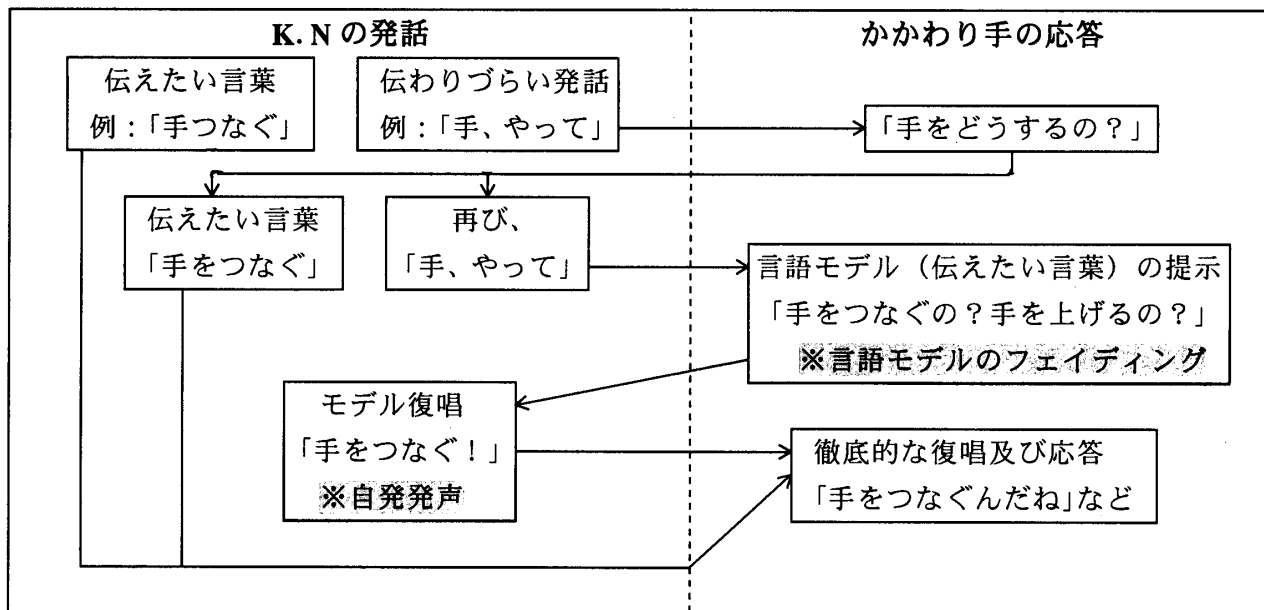 K.Nの発話
かかわり手の応答
伝えたい言葉
例：「手つなぐ」
伝わりづらい発話
例：「手、やって」
「手をどうするの？」
伝えたい言葉
「手をつなぐ」
再び、
「手、やって」
言語モデル（伝えたい言葉）の提示
「手をつなぐの？手を上げるの？」
※言語モデルのフェイディング
モデル復唱
「手をつなぐ！」
※自発発声
徹底的な復唱及び応答
「手をつなぐんだね」など